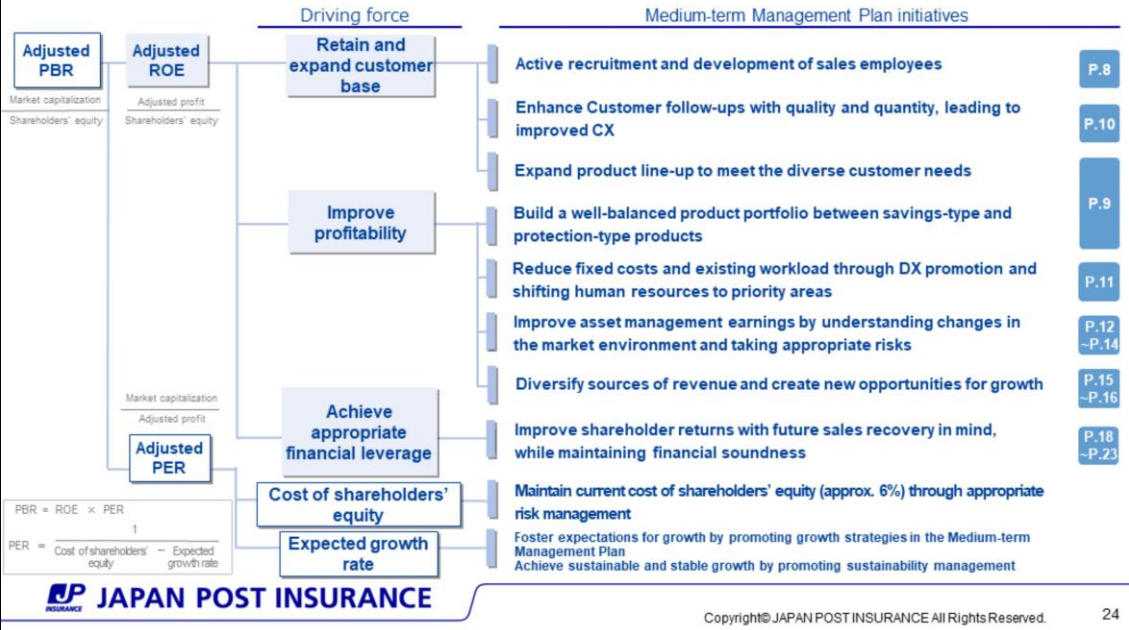 Driving force
Medium-term Management Plan initiatives
Adjusted
PBR
Market capitalization
Shareholders' equity
Adjusted
ROE
Adjusted profit
Shareholders' equity
Retain and
expand customer
base
Active recruitment and development of sales employees
P.8
Enhance Customer follow-ups with quality and quantity, leading to
improved CX
P.10
Expand product line-up to meet the diverse customer needs
P.9
Improve
profitability
Build a well-balanced product portfolio between savings-type and
protection-type products
Reduce fixed costs and existing workload through DX promotion and
shifting human resources to priority areas
P.11
Improve asset management earnings by understanding changes in
the market environment and taking appropriate risks
P.12
~P.14
Diversify sources of revenue and create new opportunities for growth
P.15
~P.16
Achieve
appropriate
financial leverage
Improve shareholder returns with future sales recovery in mind,
while maintaining financial soundness
P.18
~P.23
Market capitalization
Adjusted profit
Adjusted
PER
Cost of shareholders'
equity
Maintain current cost of shareholders' equity (approx. 6%) through appropriate
risk management
Expected growth
rate
Foster expectations for growth by promoting growth strategies in the Medium-term
Management Plan
Achieve sustainable and stable growth by promoting sustainability management
PBR = ROE × PER
PER =
1
Cost of shareholders' equity − Expected growth rate
JP INSURANCE
JAPAN POST INSURANCE
Copyright© JAPAN POST INSURANCE All Rights Reserved.
24